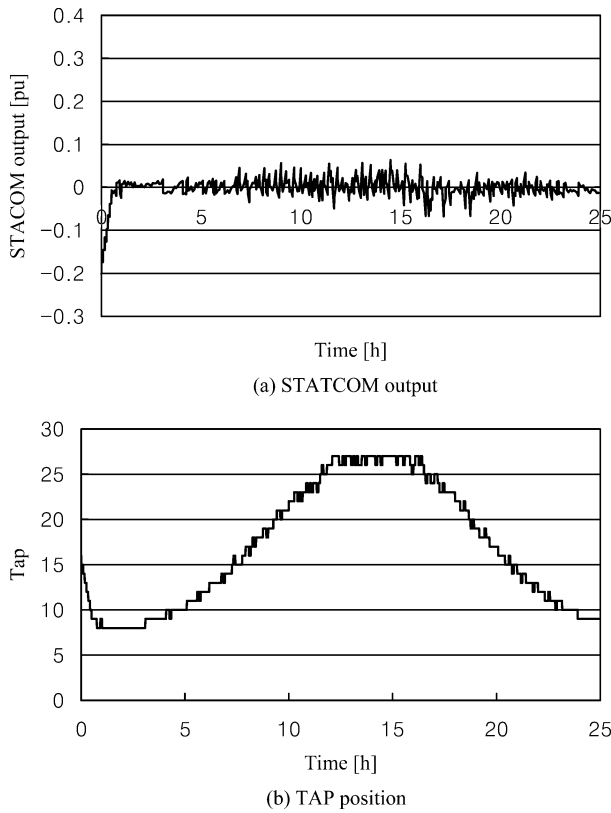 0.4
0.3
0.2
0.1
0
-0.1
-0.2
-0.3
STACOM output [pu]
0 5 10 15 20 25
Time [h]
(a) STATCOM output
30
25
20
15
10
5
0
Tap
0 5 10 15 20 25
Time [h]
(b) TAP position